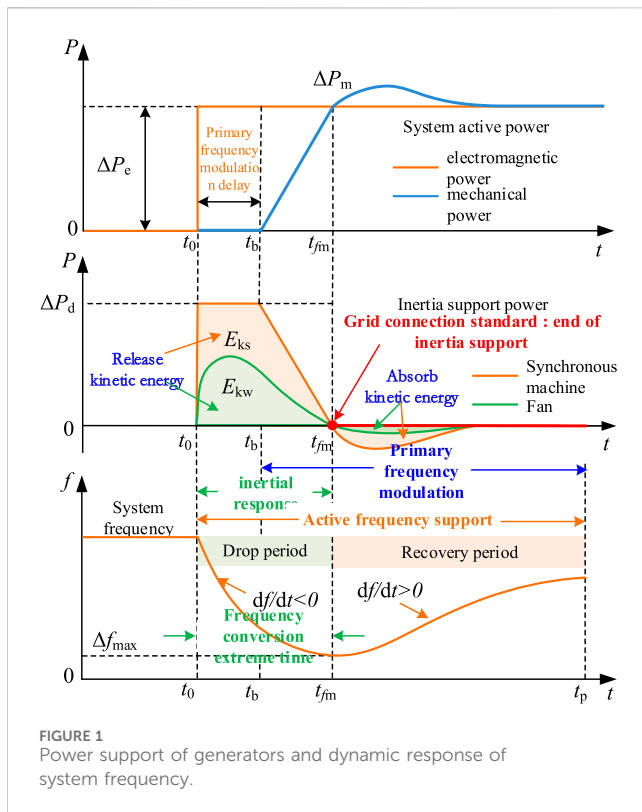 P
ΔPm
Primary
frequency
modulatio
n delay
System active power
electromagnetic
power
mechanical
power
ΔPe
0
t0
tb
tfm
t
P
ΔPd
Inertia support power
Grid connection standard : end of
inertia support
Eks
Release
kinetic energy
Ekw
Absorb
kinetic energy
Synchronous
machine
Fan
0
t0
tb
tfm
t
Primary
frequency
modulation
f
inertial
response
System
frequency
Active frequency support
Drop period
Recovery period
df/dt<0
df/dt>0
Frequency
conversion
extreme time
Δfmax
0
t0
tb
tfm
tp
t
FIGURE 1
Power support of generators and dynamic response of
system frequency.